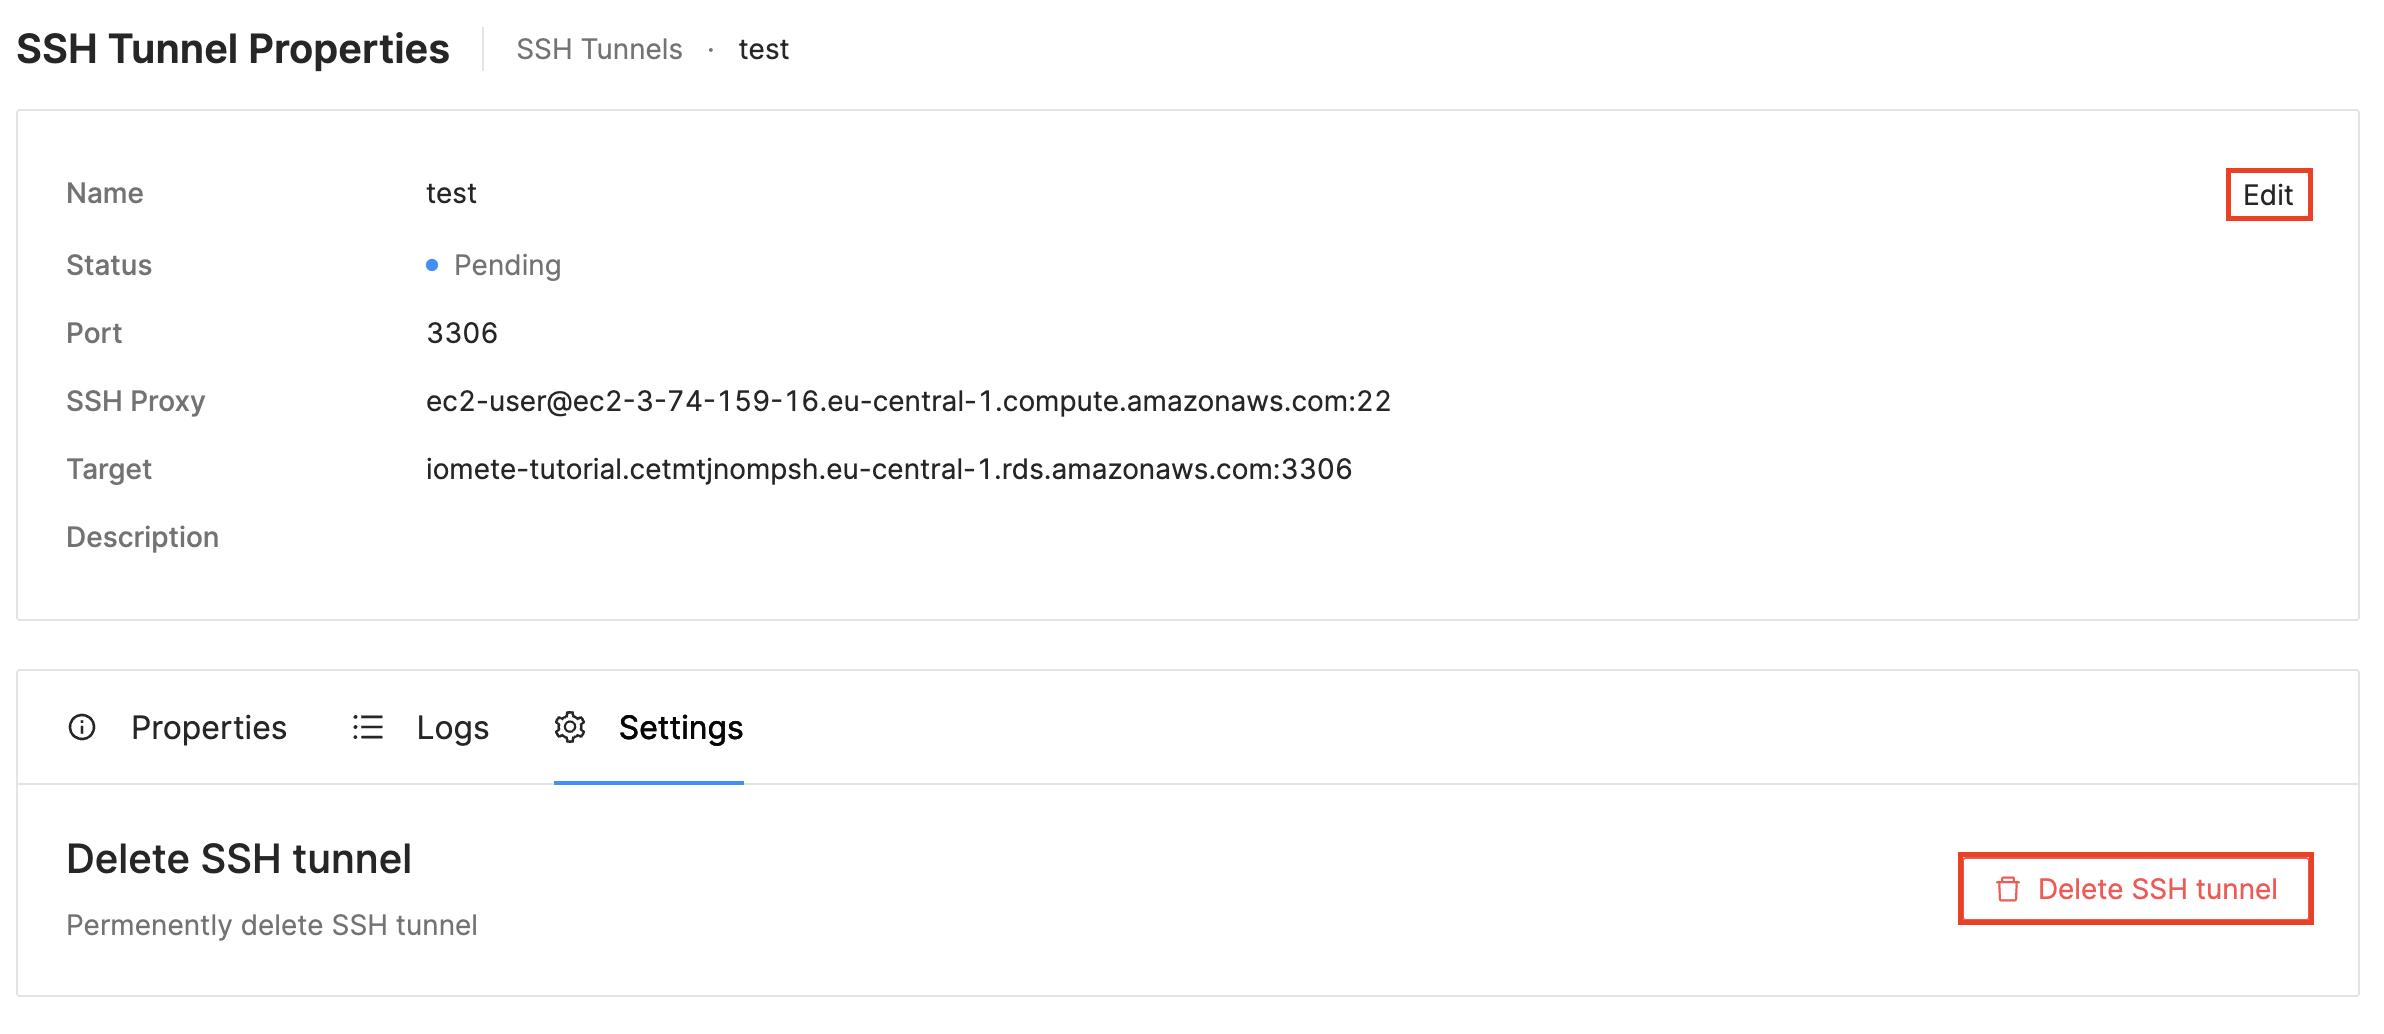 SSH Tunnel Properties SSH Tunnels · test
Name test Edit
Status Pending
Port 3306
SSH Proxy ec2-user@ec2-3-74-159-16.eu-central-1.compute.amazonaws.com:22
Target iomete-tutorial.cetmtjnompsh.eu-central-1.rds.amazonaws.com:3306
Description
Properties Logs Settings
Delete SSH tunnel
Permenently delete SSH tunnel
Delete SSH tunnel